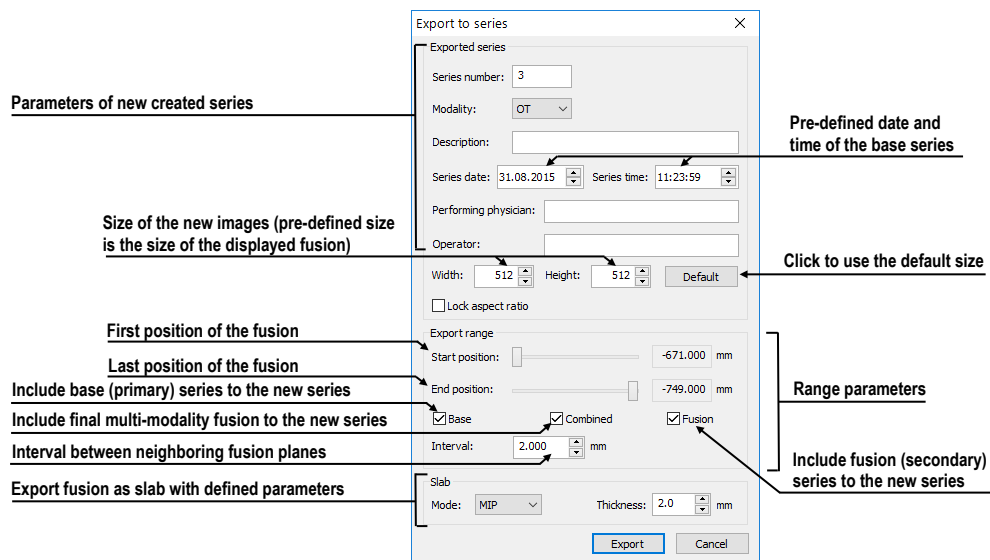 Export to series
Exported series
Series number: 3
Parameters of new created series
Modality: OT
Pre-defined date and
time of the base series
Description:
Series date: 31.08.2015 Series time: 11:23:59
Performing physician:
Size of the new images (pre-defined size
is the size of the displayed fusion)
Operator:
Click to use the default size
Width: 512 Height: 512 Default
Lock aspect ratio
First position of the fusion
Export range
Start position: -671.000 mm
Last position of the fusion
End position: -749.000 mm
Range parameters
Include base (primary) series to the new series
Base Combined Fusion
Include final multi-modality fusion to the new series
Interval: 2.000 mm
Interval between neighboring fusion planes
Include fusion (secondary)
series to the new series
Export fusion as slab with defined parameters
Slab
Mode: MIP Thickness: 2.0 mm
Export Cancel